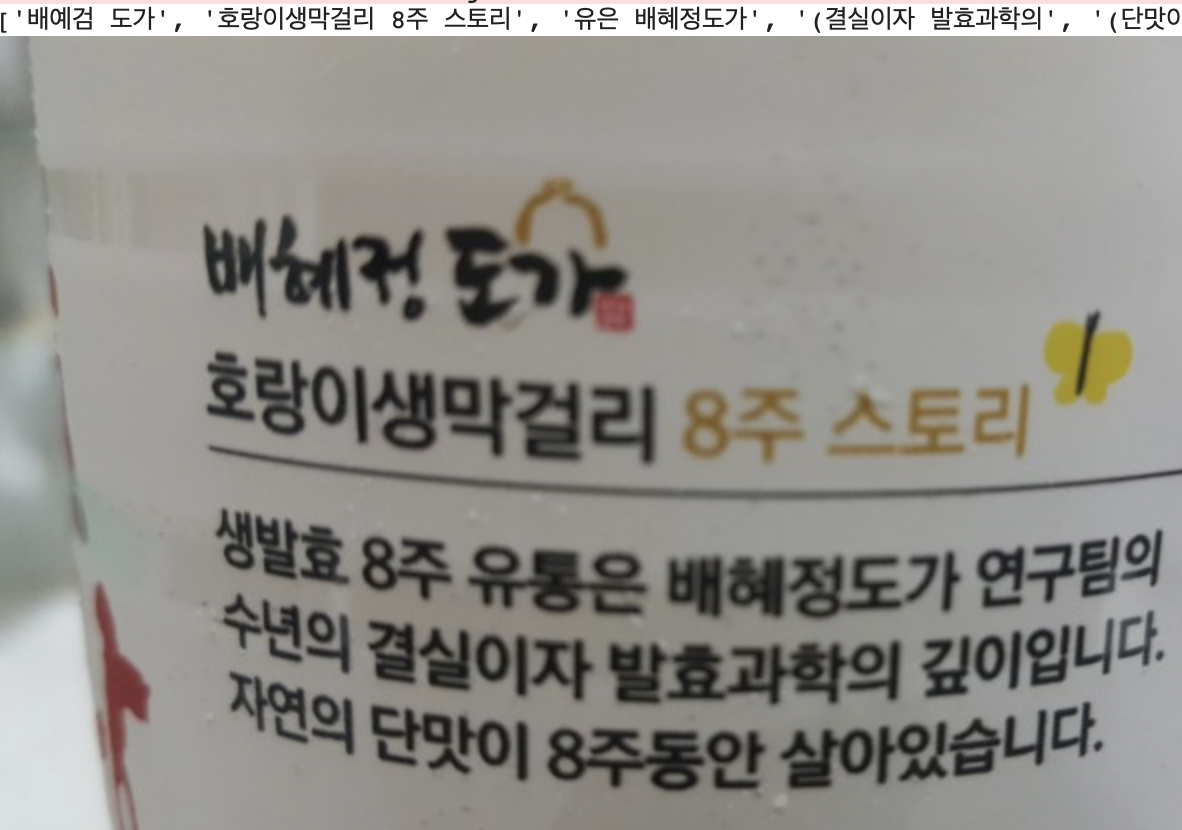 ['배예검 도가', '호랑이생막걸리 8주 스토리', '유은 배혜정도가', '(결실이자 발효과학의', '(단맛이
배혜정 도가
호랑이생막걸리 8주 스토리
생발효 8주 유통은 배혜정도가 연구팀의
수년의 결실이자 발효과학의 깊이입니다.
자연의 단맛이 8주동안 살아있습니다.